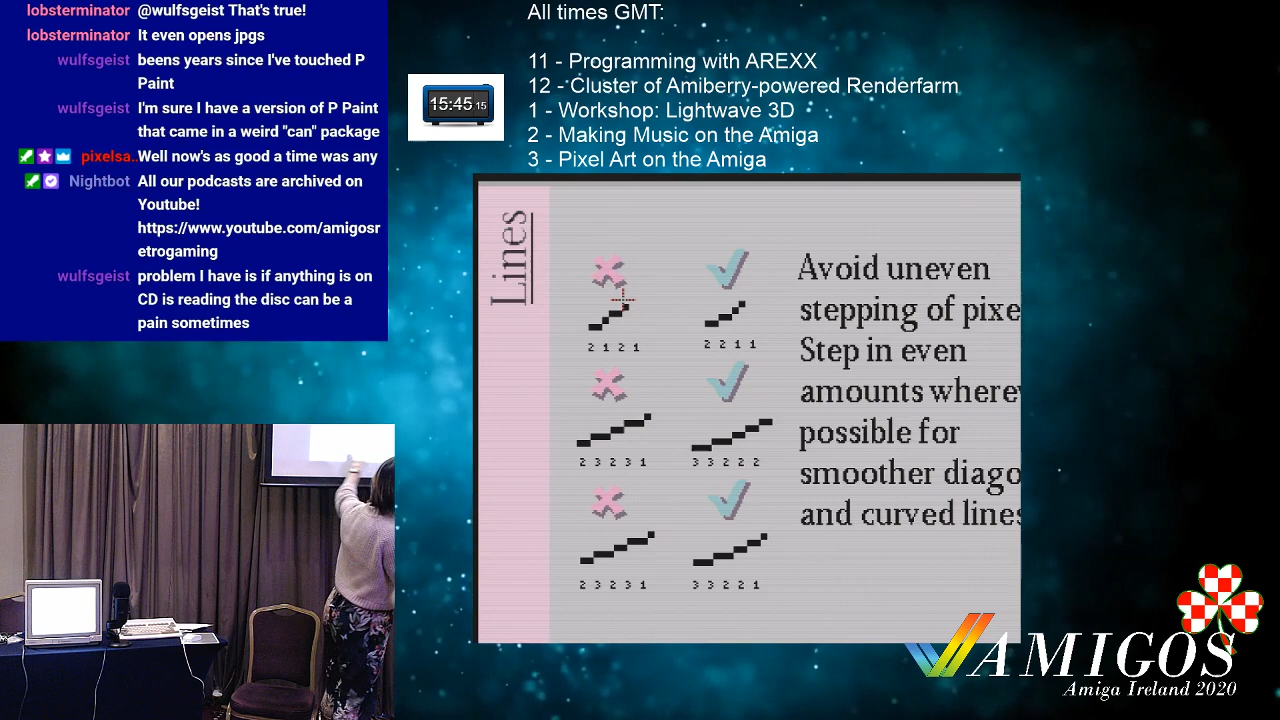 lobsterminator @wulfsgeist That's true!
lobsterminator It even opens jpgs
wulfsgeist beens years since I've touched P
Paint
wulfsgeist I'm sure I have a version of P Paint
that came in a weird "can" package
pixelsa.. Well now's as good a time was any
Nightbot All our podcasts are archived on
Youtube!
https://www.youtube.com/amigosr
etrogaming
wulfsgeist problem I have is if anything is on
CD is reading the disc can be a
pain sometimes
All times GMT:
11 - Programming with AREXX
12 - Cluster of Amiberry-powered Renderfarm
1 - Workshop: Lightwave 3D
2 - Making Music on the Amiga
3 - Pixel Art on the Amiga
15:45 15
Lines
Avoid uneven
stepping of pixe
Step in even
amounts where
possible for
smoother diago
and curved lines
2 1 2 1
2 2 1 1
2 3 2 3 1
3 3 2 2 2
2 3 2 3 1
3 3 2 2 1
AMIGOS
Amiga Ireland 2020